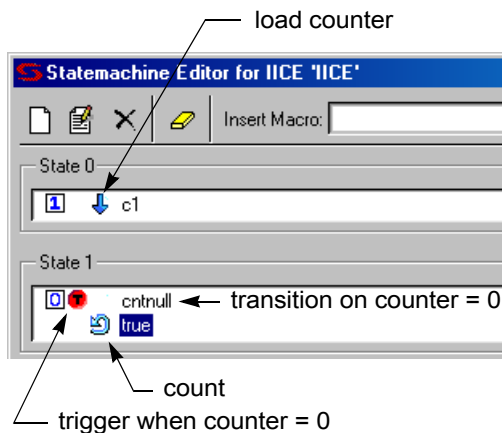 load counter
Statemachine Editor for IICE 'IICE'
Insert Macro:
State 0
1 c1
State 1
0 T cntnull transition on counter = 0
true
count
trigger when counter = 0